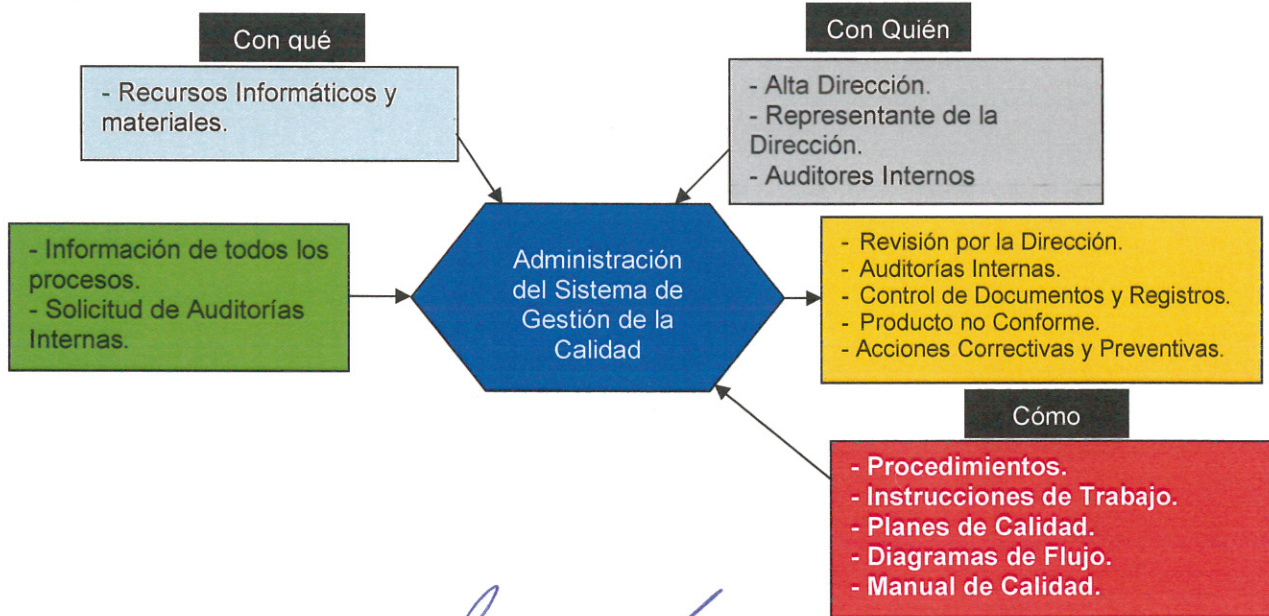 Con qué
- Recursos Informáticos y
materiales.
Con Quién
- Alta Dirección.
- Representante de la
Dirección.
- Auditores Internos
- Información de todos los
procesos.
- Solicitud de Auditorías
Internas.
Administración
del Sistema de
Gestión de la
Calidad
- Revisión por la Dirección.
- Auditorías Internas.
- Control de Documentos y Registros.
- Producto no Conforme.
- Acciones Correctivas y Preventivas.
Cómo
- Procedimientos.
- Instrucciones de Trabajo.
- Planes de Calidad.
- Diagramas de Flujo.
- Manual de Calidad.